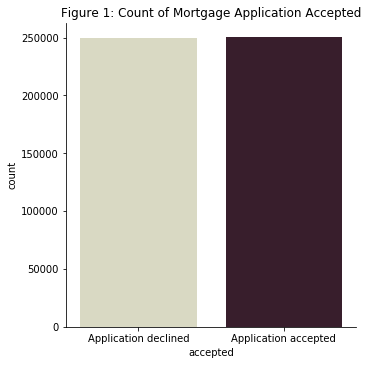 Figure 1: Count of Mortgage Application Accepted
250000
200000
150000
100000
50000
0
count
Application declined
Application accepted
accepted